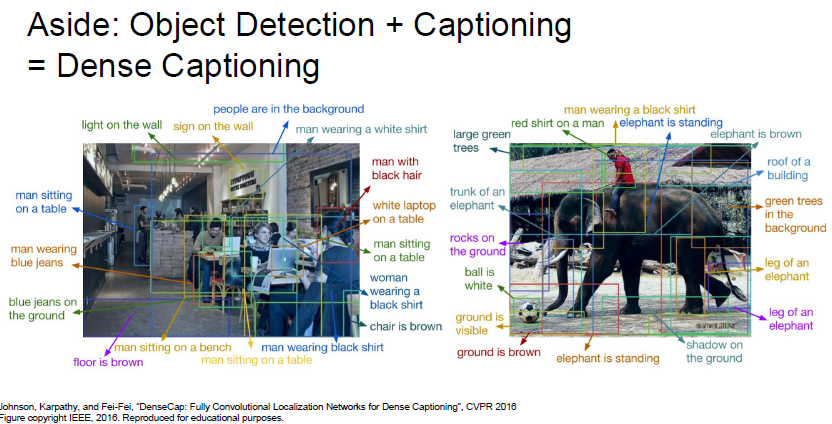 Aside: Object Detection + Captioning
= Dense Captioning
people are in the background
light on the wall
sign on the wall
man wearing a white shirt
man with
black hair
man sitting
on a table
white laptop
on a table
man wearing
blue jeans
man sitting
on a table
woman
wearing a
black shirt
blue jeans on
the ground
chair is brown
man sitting on a bench
man wearing black shirt
floor is brown
man sitting on a table
man wearing a black shirt
red shirt on a man
elephant is standing
large green
trees
elephant is brown
roof of a
building
trunk of an
elephant
green trees
in the
background
rocks on
the ground
leg of an
elephant
ball is
white
ground is
visible
leg of an
elephant
ground is brown
elephant is standing
shadow on
the ground
Johnson, Karpathy, and Fei-Fei, "DenseCap: Fully Convolutional Localization Networks for Dense Captioning", CVPR 2016
Figure copyright IEEE, 2016. Reproduced for educational purposes.